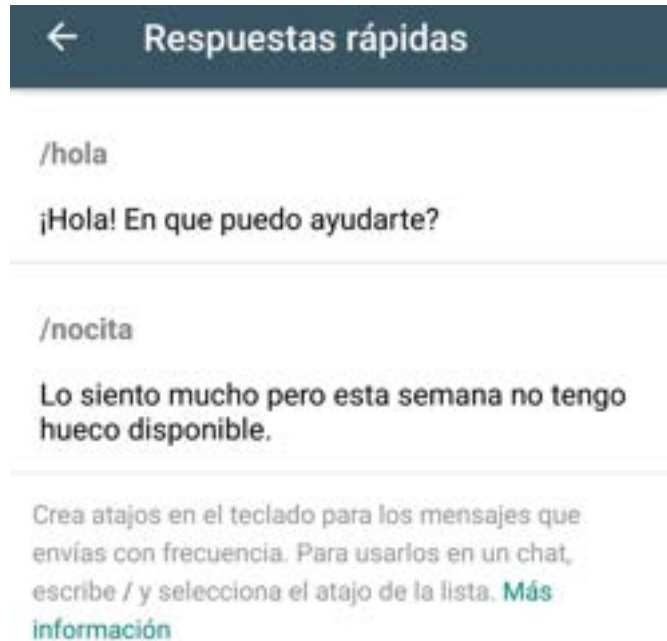 Respuestas rápidas
/hola
¡Hola! En que puedo ayudarte?
/nocita
Lo siento mucho pero esta semana no tengo
hueco disponible.
Crea atajos en el teclado para los mensajes que
envías con frecuencia. Para usarlos en un chat,
escribe / y selecciona el atajo de la lista. Más
información